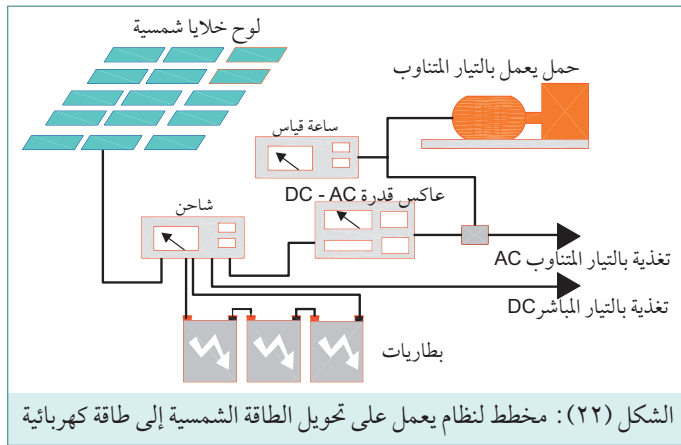 لوح خلايا شمسية
حمل يعمل بالتيار المتناوب
ساعة قياس
عاكس قدرة DC - AC
شاحن
تغذية بالتيار المتناوب AC
تغذية بالتيار المباشرDC
بطاريات
الشكل (٢٢): مخطط لنظام يعمل على تحويل الطاقة الشمسية إلى طاقة كهربائية